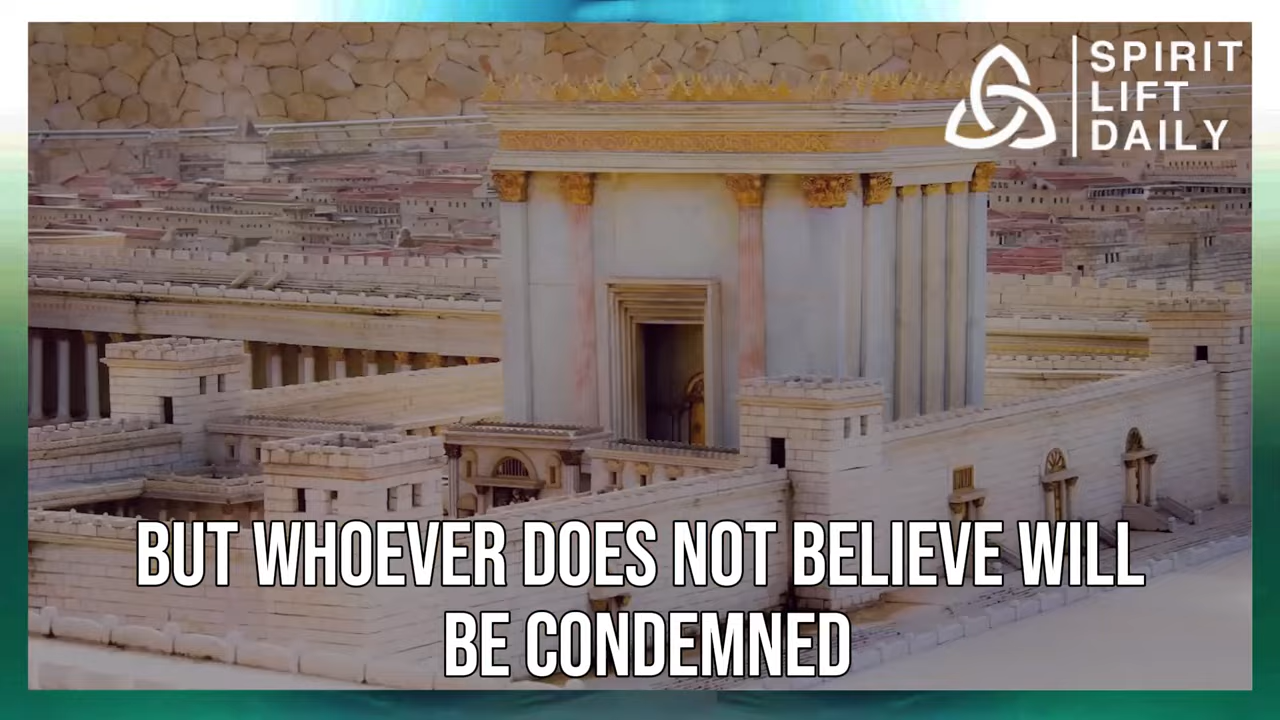 SPIRIT
LIFT
DAILY
BUT WHOEVER DOES NOT BELIEVE WILL
BE CONDEMNED